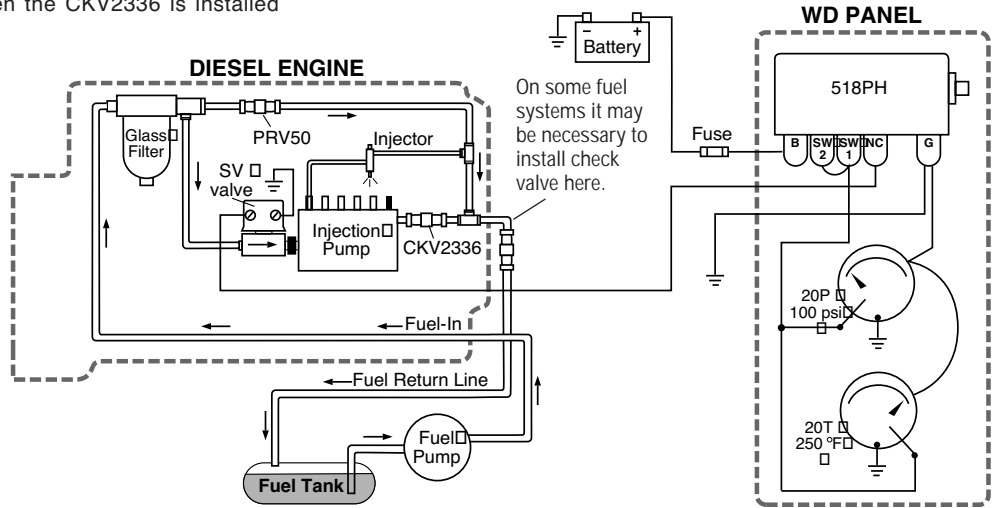 en the CKV2336 is installed
WD PANEL
- +
Battery
DIESEL ENGINE
518PH
On some fuel
systems it may
be necessary to
install check
valve here.
PRV50
Glass
Filter
Injector
Fuse
B
SW
2
SW
1
NC
G
SV
valve
Injection
Pump
CKV2336
20P
100 psi
Fuel-In
Fuel Return Line
Fuel
Pump
20T
250 °F
Fuel Tank